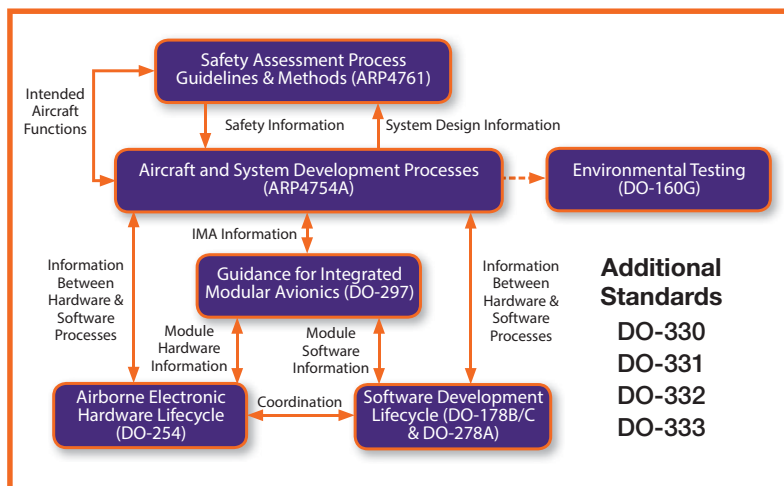 Safety Assessment Process
Guidelines & Methods (ARP4761)
Intended
Aircraft
Functions
Safety Information
System Design Information
Aircraft and System Development Processes
(ARP4754A)
Environmental Testing
(DO-160G)
IMA Information
Information
Between
Hardware &
Software
Processes
Guidance for Integrated
Modular Avionics (DO-297)
Information
Between
Hardware &
Software
Processes
Module
Hardware
Information
Module
Software
Information
Airborne Electronic
Hardware Lifecycle
(DO-254)
Coordination
Software Development
Lifecycle (DO-178B/C
& DO-278A)
Additional
Standards
DO-330
DO-331
DO-332
DO-333